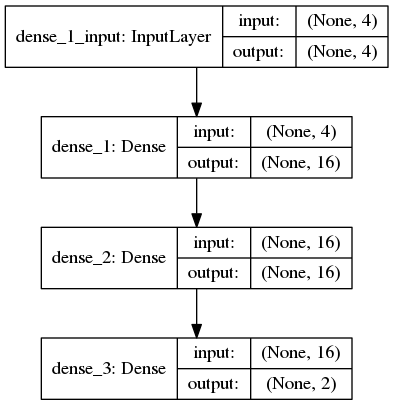 dense_1_input: InputLayer
input:
(None, 4)
output:
(None, 4)
dense_1: Dense
input:
(None, 4)
output:
(None, 16)
dense_2: Dense
input:
(None, 16)
output:
(None, 16)
dense_3: Dense
input:
(None, 16)
output:
(None, 2)